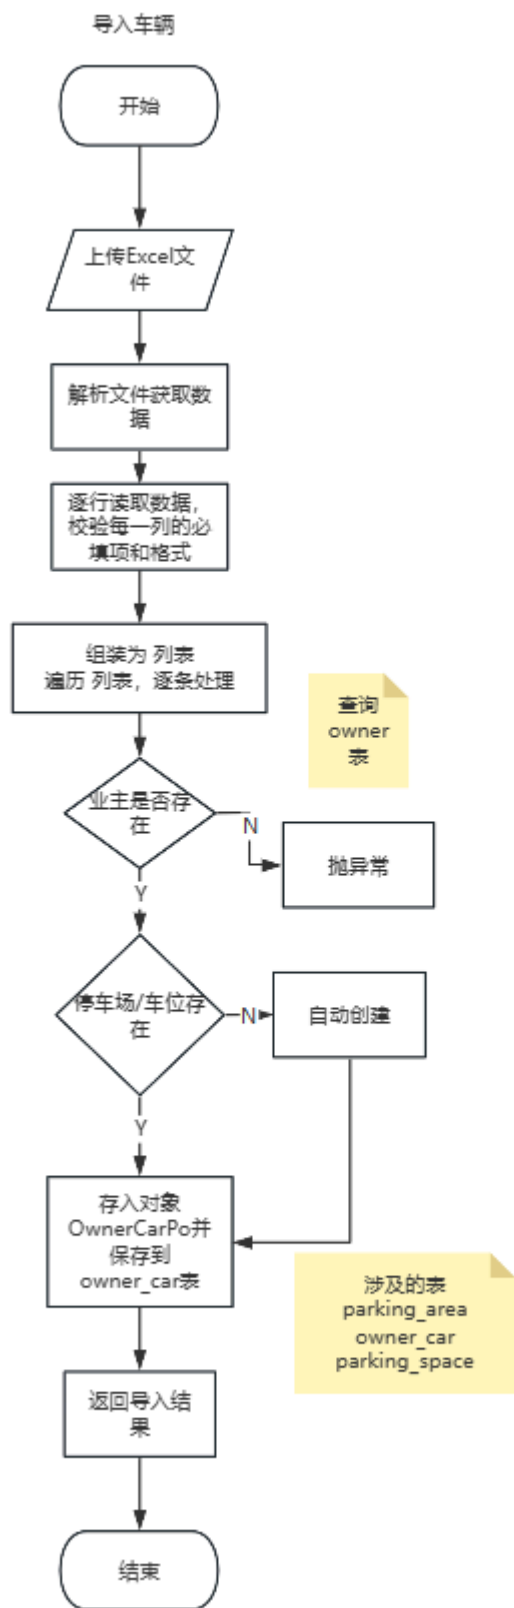 导入车辆
开始
上传Excel文
件
解析文件获取数
据
逐行读取数据，
校验每一列的必
填项和格式
组装为 列表
遍历 列表，逐条处理
查询
owner
表
业主是否存
在
N
抛异常
Y
停车场/车位存
在
N
自动创建
Y
存入对象
OwnerCarPo并
保存到
owner_car表
涉及的表
parking_area
owner_car
parking_space
返回导入结
果
结束